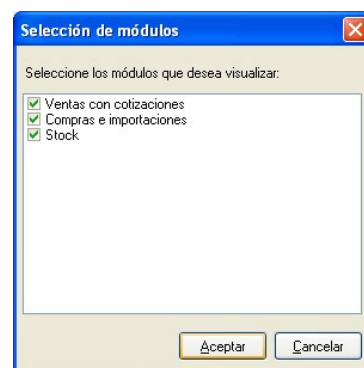 Selección de módulos
Seleccione los módulos que desea visualizar:
Ventas con cotizaciones
Compras e importaciones
Stock
Aceptar
Cancelar